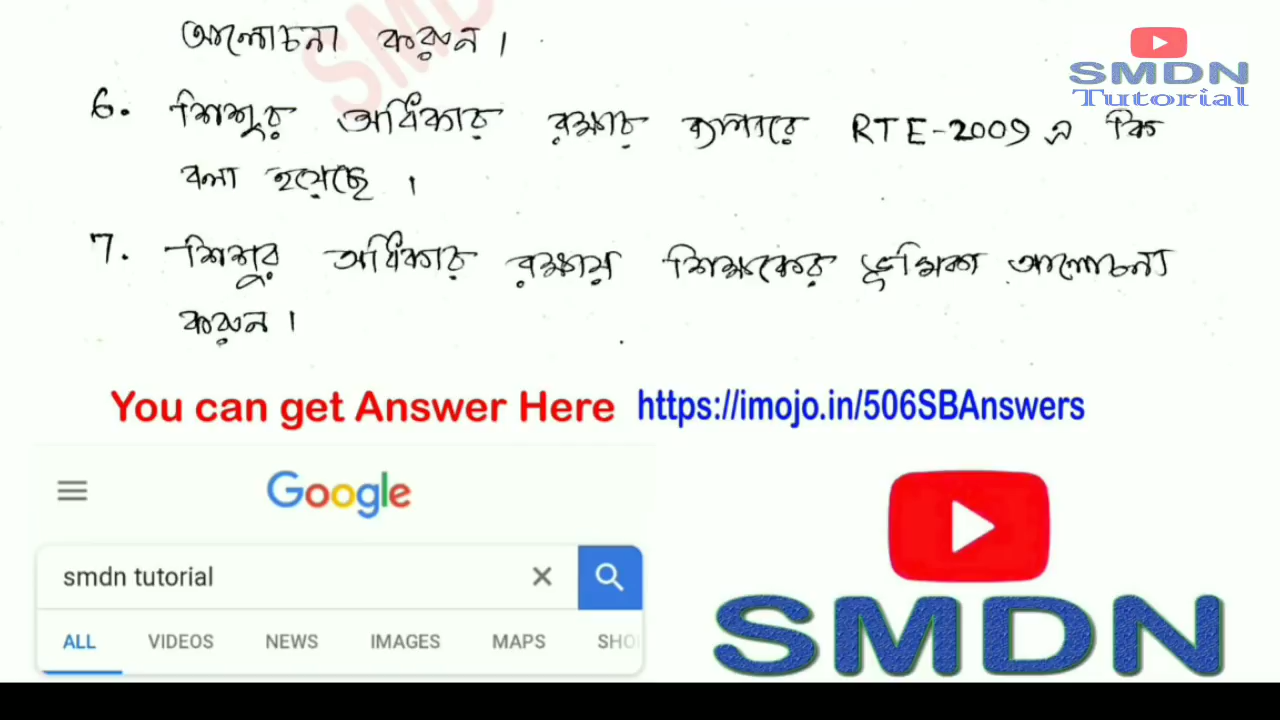 আলোচনা করুন।
SMDN
Tutorial
6. শিশুর অধিকার রক্ষার ব্যাপারে RTE-2009 এ কি
বলা হয়েছে।
7. শিশুর অধিকার রক্ষায় শিক্ষকের ভূমিকা আলোচনা
করুন।
You can get Answer Here https://imojo.in/506SBAnswers
Google
smdn tutorial
ALL VIDEOS NEWS IMAGES MAPS SHO
SMDN